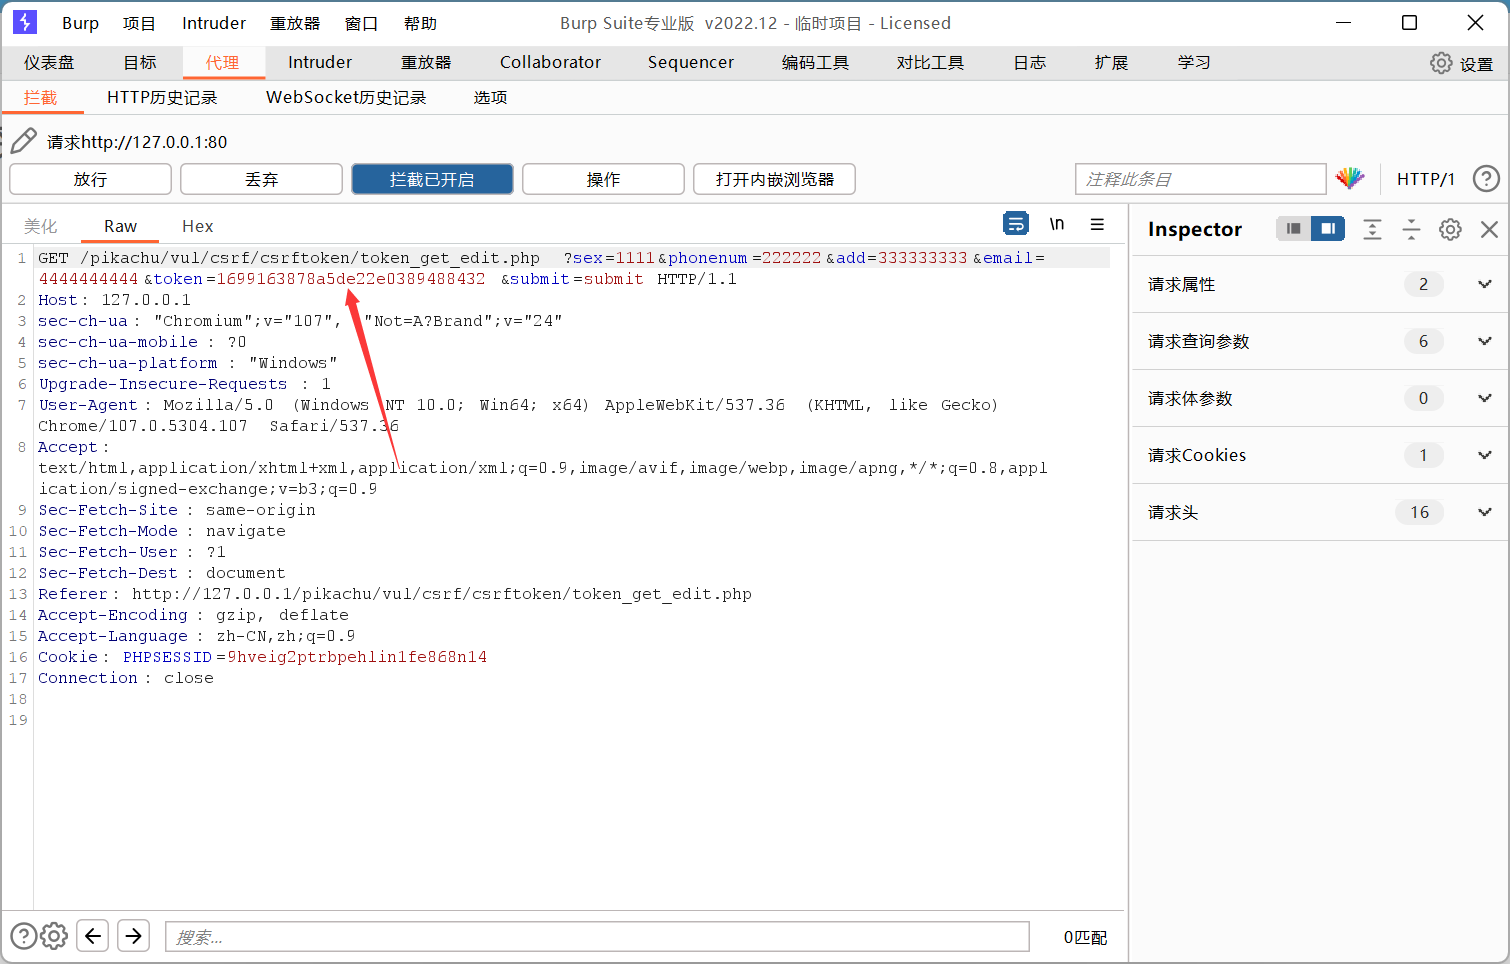 Burp 项目 Intruder 重放器 窗口 帮助 Burp Suite专业版 v2022.12 - 临时项目 - Licensed
仪表盘 目标 代理 Intruder 重放器 Collaborator Sequencer 编码工具 对比工具 日志 扩展 学习 设置
拦截 HTTP历史记录 WebSocket历史记录 选项
请求http://127.0.0.1:80
放行 丢弃 拦截已开启 操作 打开内嵌浏览器 注释此条目 HTTP/1 ?
美化 Raw Hex \n Inspector
1 GET /pikachu/vul/csrf/csrftoken/token_get_edit.php ?sex=1111&phonenum=222222&add=333333333&email=
4444444444&token=1699163878a5de22e0389488432 &submit=submit HTTP/1.1
2 Host: 127.0.0.1
3 sec-ch-ua: "Chromium";v="107", "Not=A?Brand";v="24"
4 sec-ch-ua-mobile : ?0
5 sec-ch-ua-platform : "Windows"
6 Upgrade-Insecure-Requests : 1
7 User-Agent: Mozilla/5.0 (Windows NT 10.0; Win64; x64) AppleWebKit/537.36 (KHTML, like Gecko)
Chrome/107.0.5304.107 Safari/537.36
8 Accept:
text/html,application/xhtml+xml,application/xml;q=0.9,image/avif,image/webp,image/apng,*/*;q=0.8,appl
ication/signed-exchange;v=b3;q=0.9
9 Sec-Fetch-Site: same-origin
10 Sec-Fetch-Mode: navigate
11 Sec-Fetch-User: ?1
12 Sec-Fetch-Dest: document
13 Referer: http://127.0.0.1/pikachu/vul/csrf/csrftoken/token_get_edit.php
14 Accept-Encoding : gzip, deflate
15 Accept-Language : zh-CN,zh;q=0.9
16 Cookie: PHPSESSID=9hveig2ptrbpehlin1fe868n14
17 Connection: close
18
19
请求属性 2
请求查询参数 6
请求体参数 0
请求Cookies 1
请求头 16
? 搜索... 0匹配